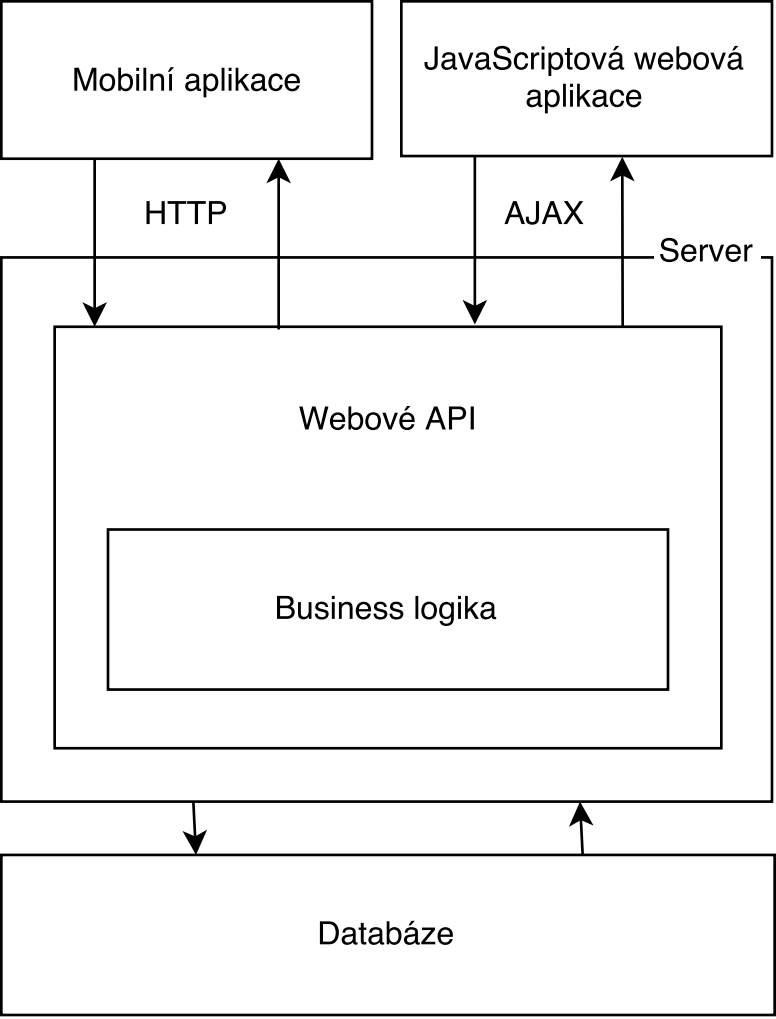 Mobilní aplikace
JavaScriptová webová
aplikace
HTTP
AJAX
Server
Webové API
Business logika
Databáze